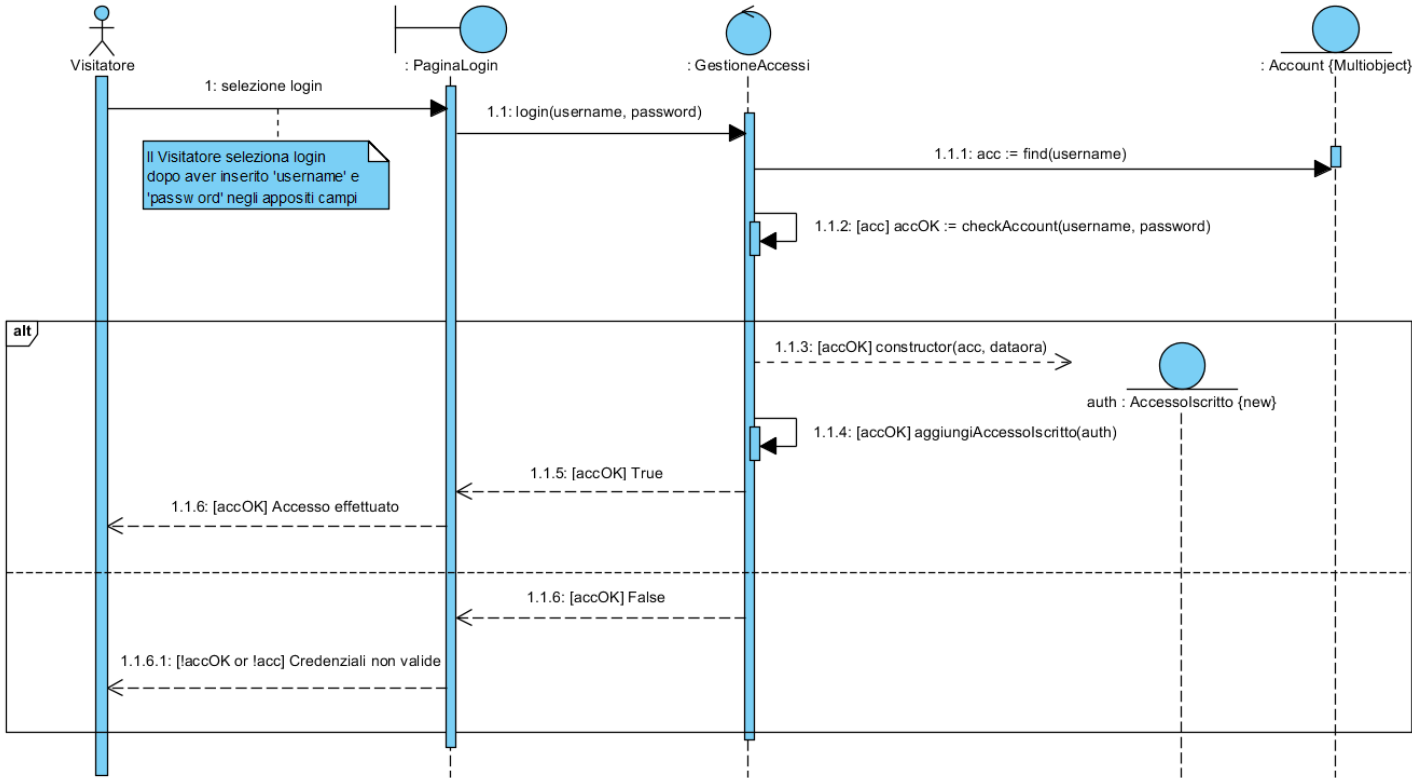 Visitatore
: PaginaLogin
: GestioneAccessi
: Account {Multiobject}
1: selezione login
1.1: login(username, password)
Il Visitatore seleziona login
dopo aver inserito 'username' e
'passw ord' negli appositi campi
1.1.1: acc := find(username)
1.1.2: [acc] accOK := checkAccount(username, password)
alt
1.1.3: [accOK] constructor(acc, dataora)
auth : AccessoIscritto {new}
1.1.4: [accOK] aggiungiAccessoIscritto(auth)
1.1.5: [accOK] True
1.1.6: [accOK] Accesso effettuato
1.1.6: [accOK] False
1.1.6.1: [!accOK or !acc] Credenziali non valide